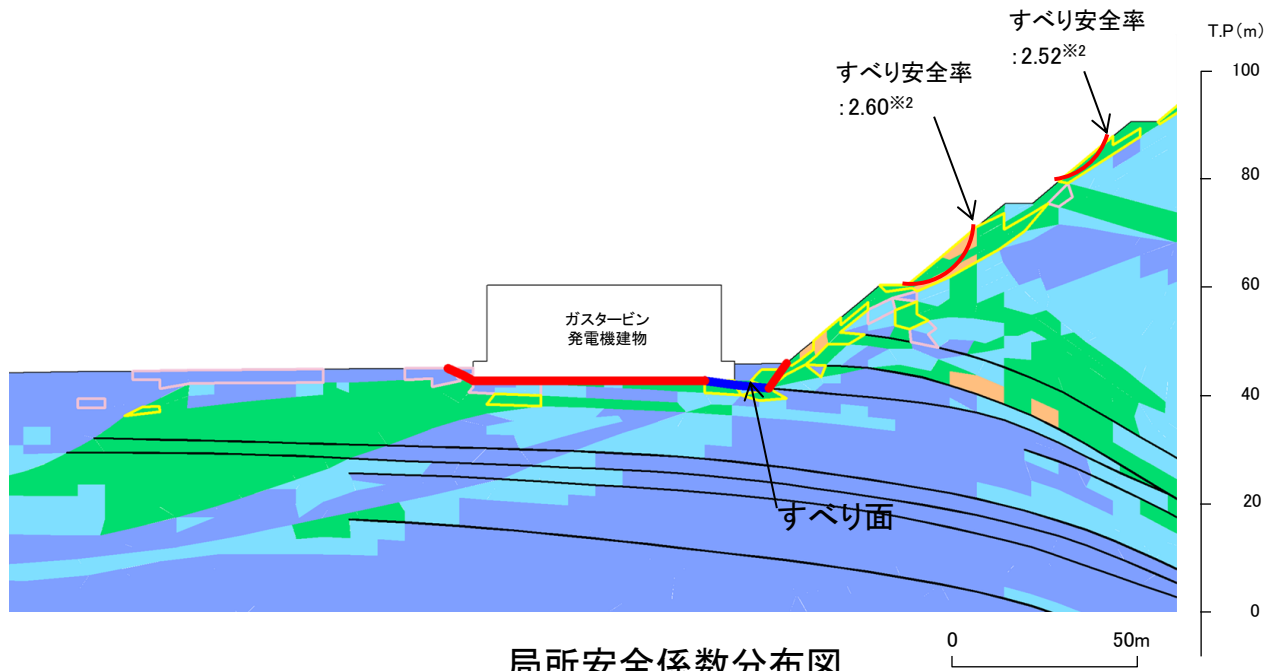 すべり安全率
:2.52※2
T.P(m)
すべり安全率
:2.60※2
100
80
60
40
20
0
ガスタービン
発電機建物
すべり面
局所安全係数分布図
0 50m